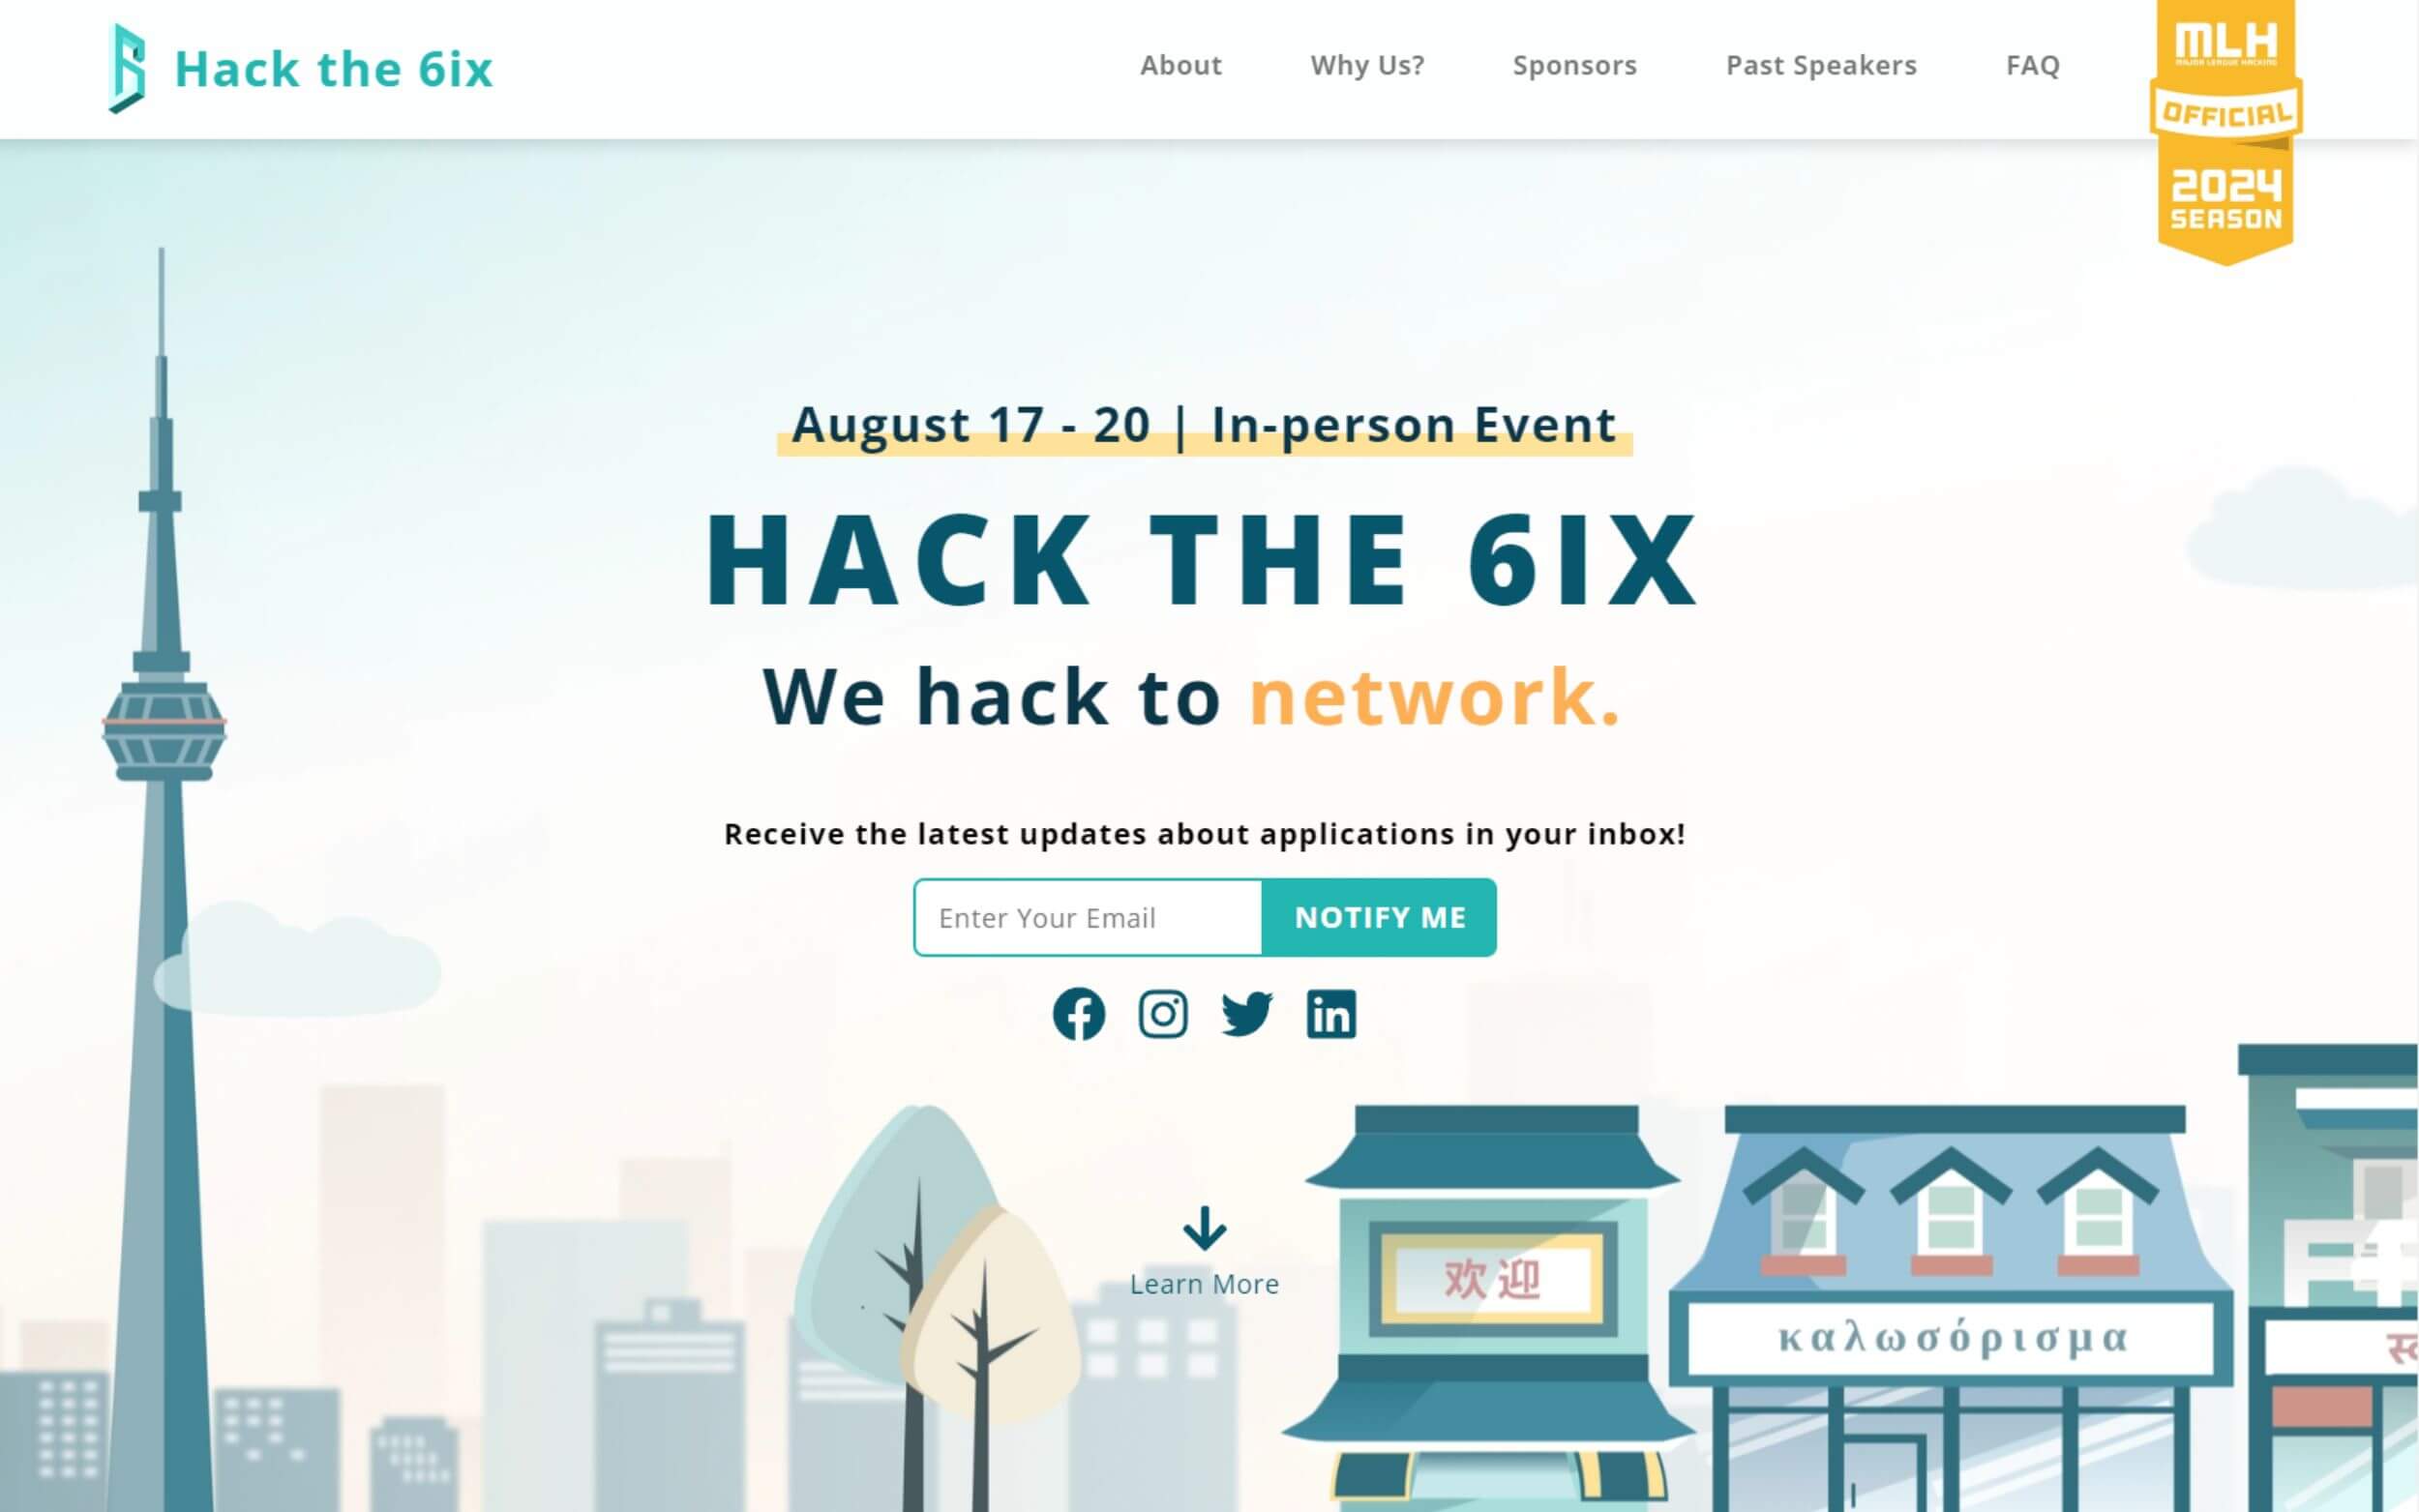 Hack the 6ix
About Why Us? Sponsors Past Speakers FAQ
MLH
MAJOR LEAGUE HACKING
OFFICIAL
2024
SEASON
August 17 - 20 | In-person Event
HACK THE 6IX
We hack to network.
Receive the latest updates about applications in your inbox!
Enter Your Email NOTIFY ME
Learn More
欢迎
καλωσόρισμα